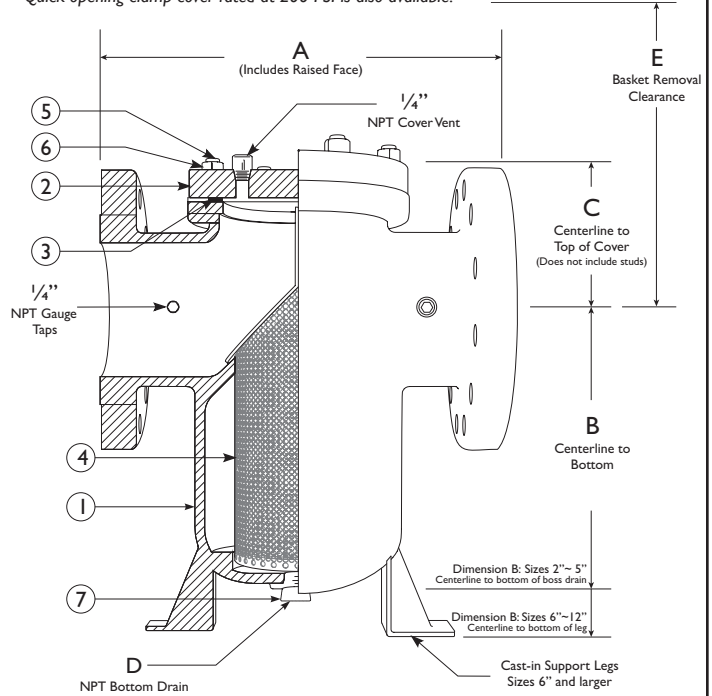 Quick opening clamp cover rated at 200 PSI is also available.
A
(Includes Raised Face)
E
Basket Removal
Clearance
1/4”
NPT Cover Vent
5
6
2
3
C
Centerline to
Top of Cover
(Does not include studs)
1/4”
NPT Gauge
Taps
B
Centerline to
Bottom
4
1
7
Dimension B: Sizes 2”~ 5”
Centerline to bottom of boss drain
Dimension B: Sizes 6”~12”
Centerline to bottom of leg
D
NPT Bottom Drain
Cast-in Support Legs
Sizes 6” and larger